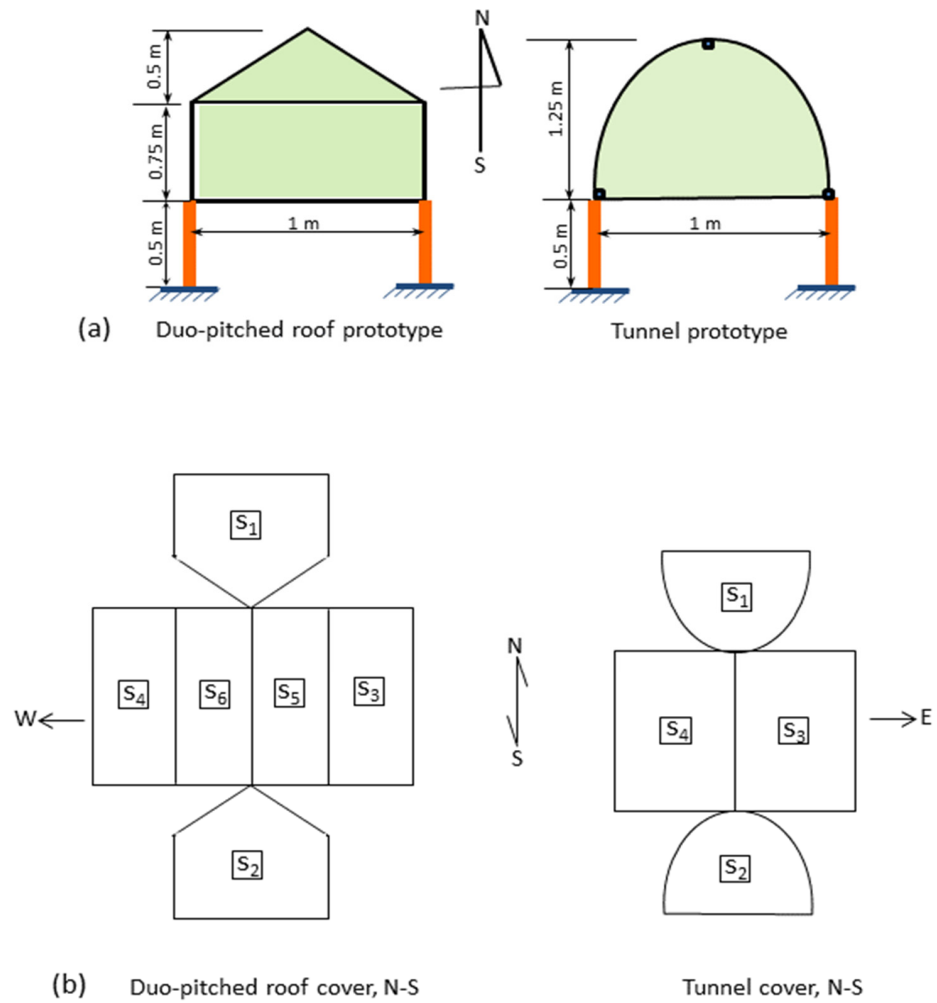 N
0.5 m
0.75 m
1.25 m
S
1 m
1 m
0.5 m
0.5 m
(a) Duo-pitched roof prototype
Tunnel prototype
S1
S1
N
S4 S6 S5 S3
W
S4 S3
E
S
S2
S2
(b) Duo-pitched roof cover, N-S
Tunnel cover, N-S